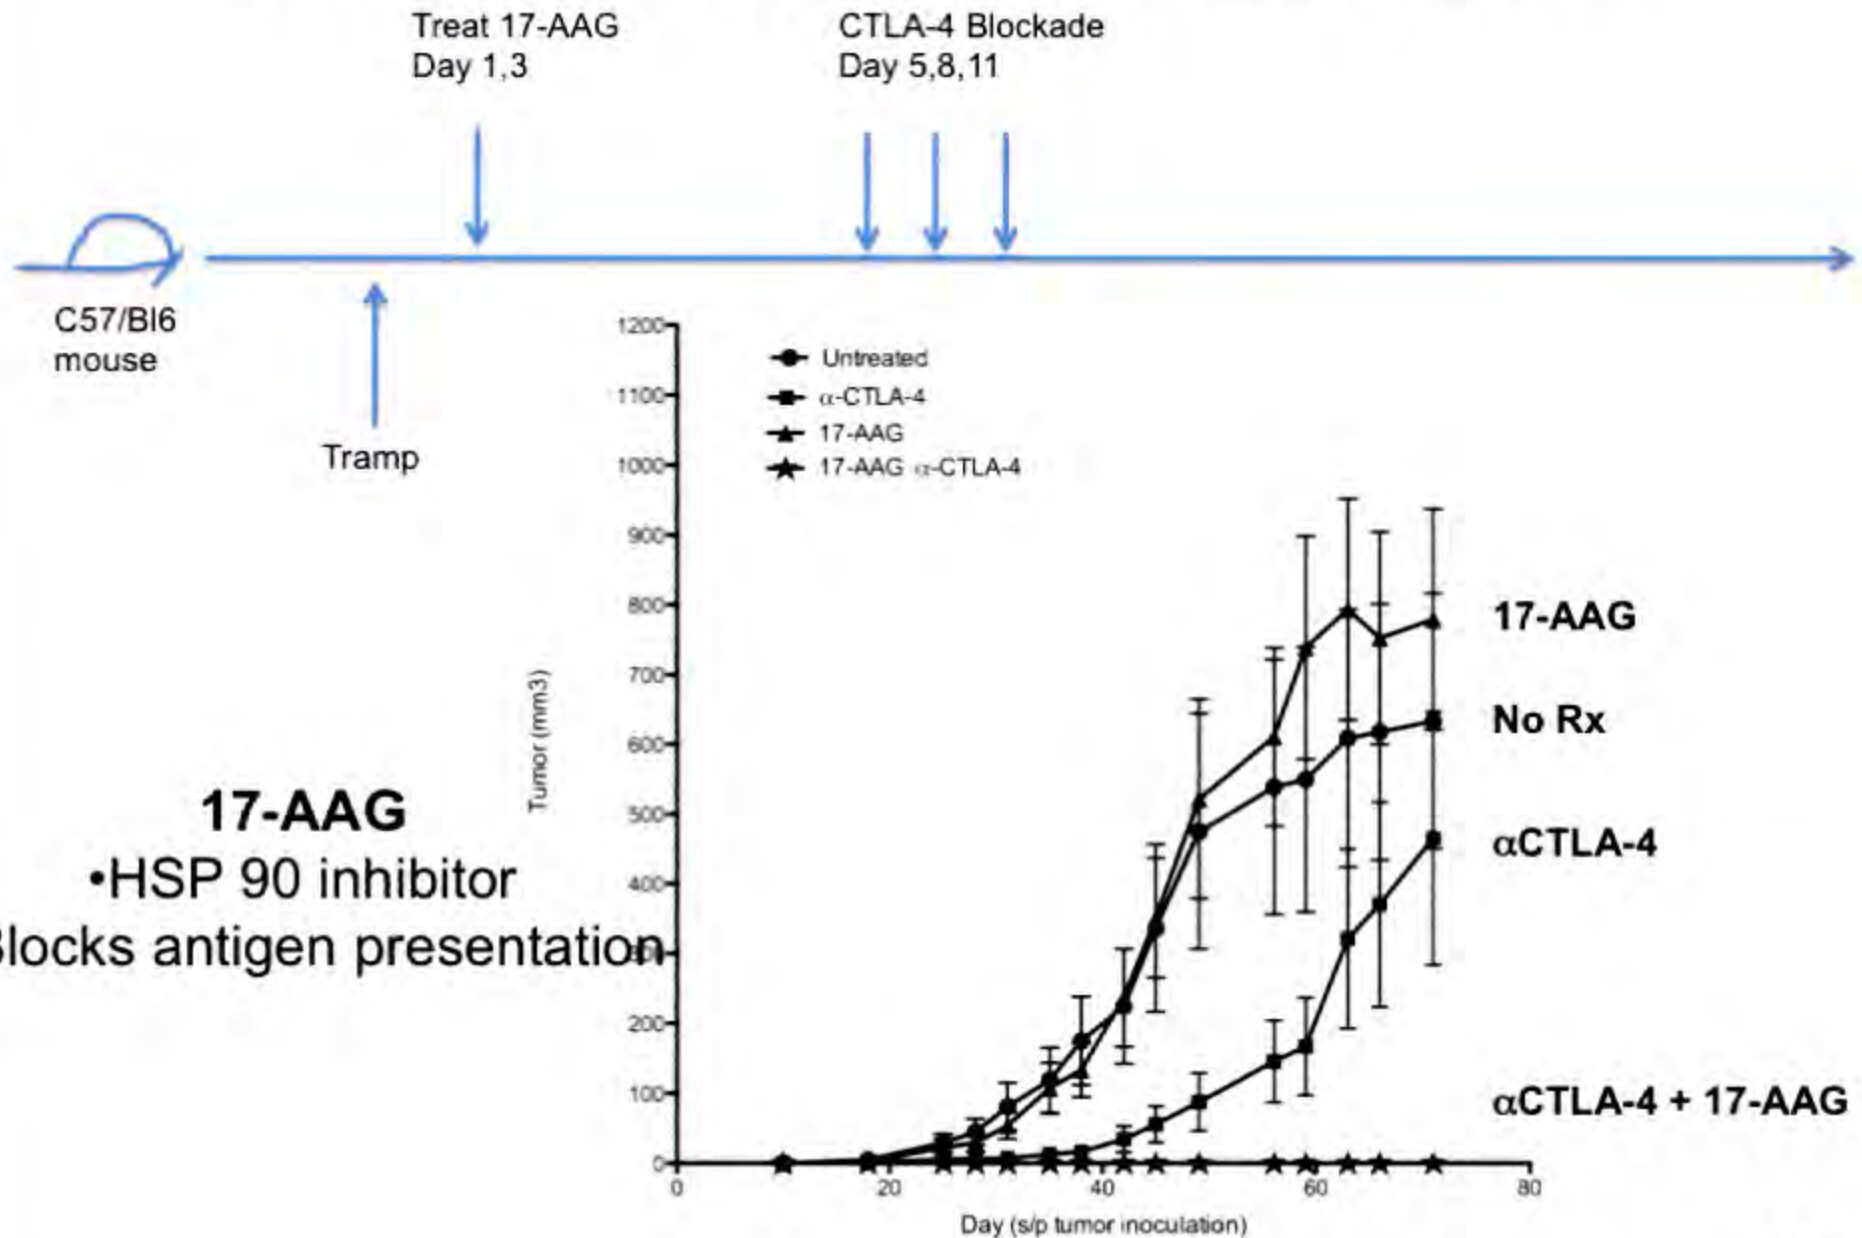 Treat 17-AAG
Day 1,3
CTLA-4 Blockade
Day 5,8,11
C57/Bl6
mouse
Tramp
1200
1100
1000
900
800
700
600
500
400
200
100
0
Untreated
α-CTLA-4
17-AAG
17-AAG α-CTLA-4
Tumor (mm3)
17-AAG
No Rx
αCTLA-4
αCTLA-4 + 17-AAG
17-AAG
•HSP 90 inhibitor
Blocks antigen presentation
0
20
40
60
80
Day (s/p tumor inoculation)